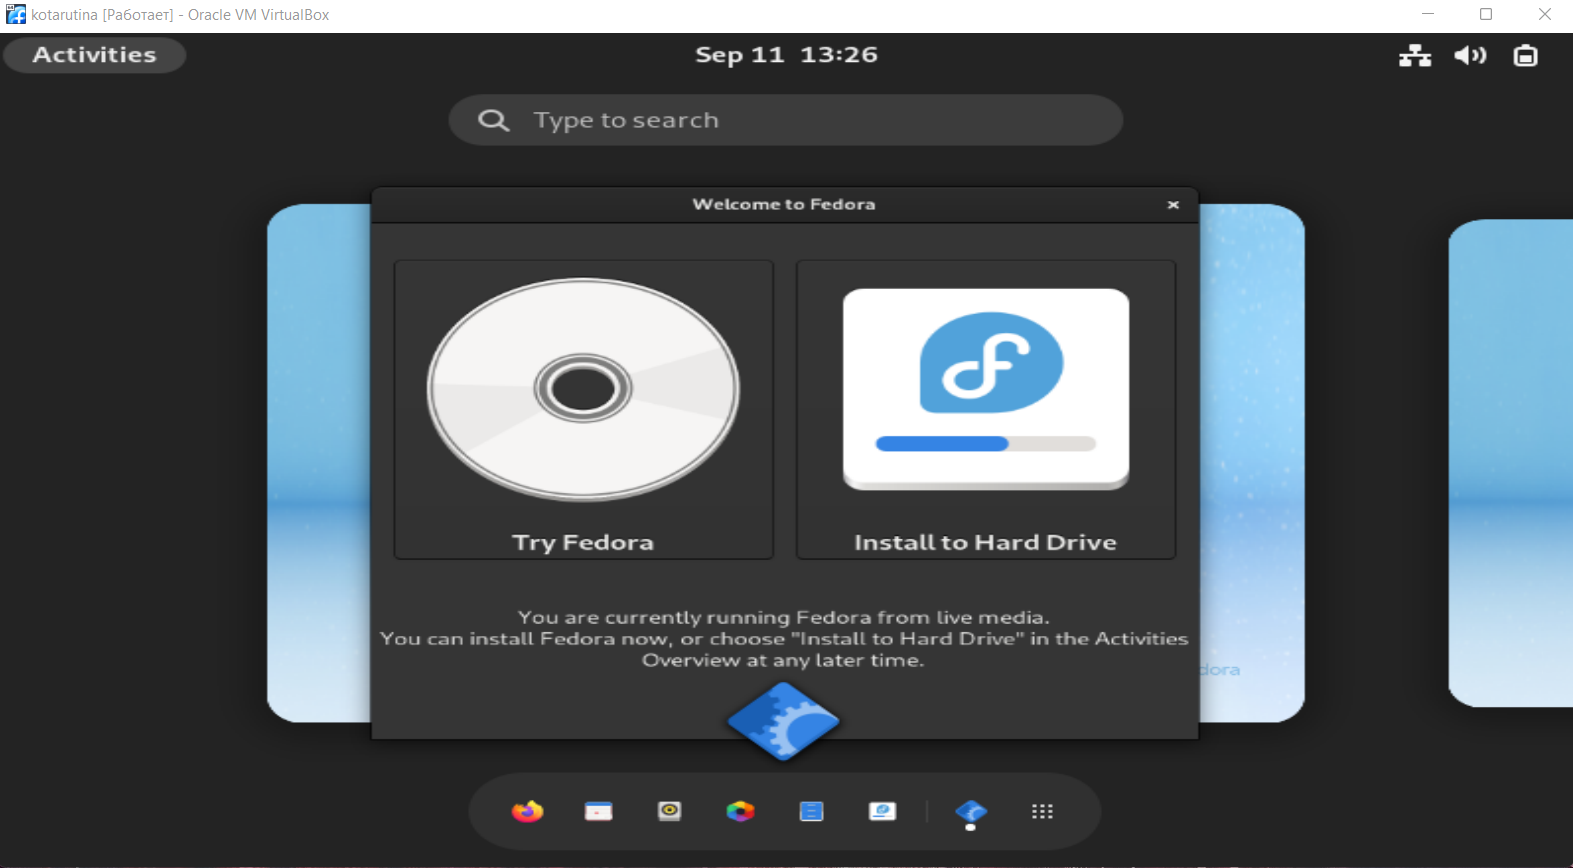 kotarutina [Работает] - Oracle VM VirtualBox
Activities
Sep 11 13:26
Type to search
Welcome to Fedora
Try Fedora
Install to Hard Drive
You are currently running Fedora from live media.
You can install Fedora now, or choose "Install to Hard Drive" in the Activities
Overview at any later time.
dora